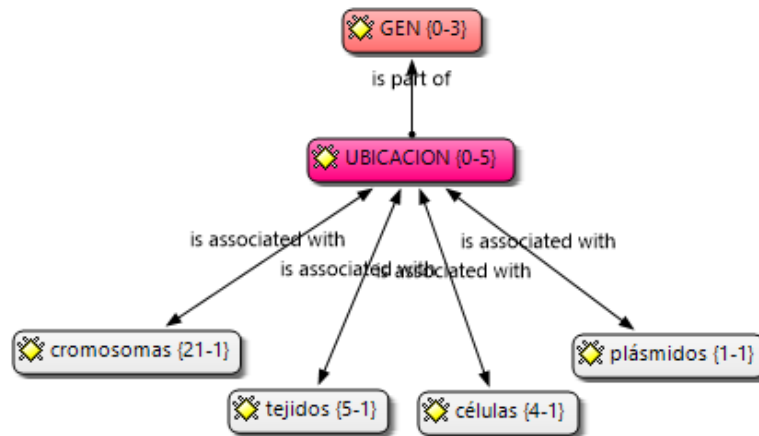 GEN {0-3}
is part of
UBICACION {0-5}
is associated with
is associated with
is associated with
is associated with
cromosomas {21-1}
plásmidos {1-1}
tejidos {5-1}
células {4-1}